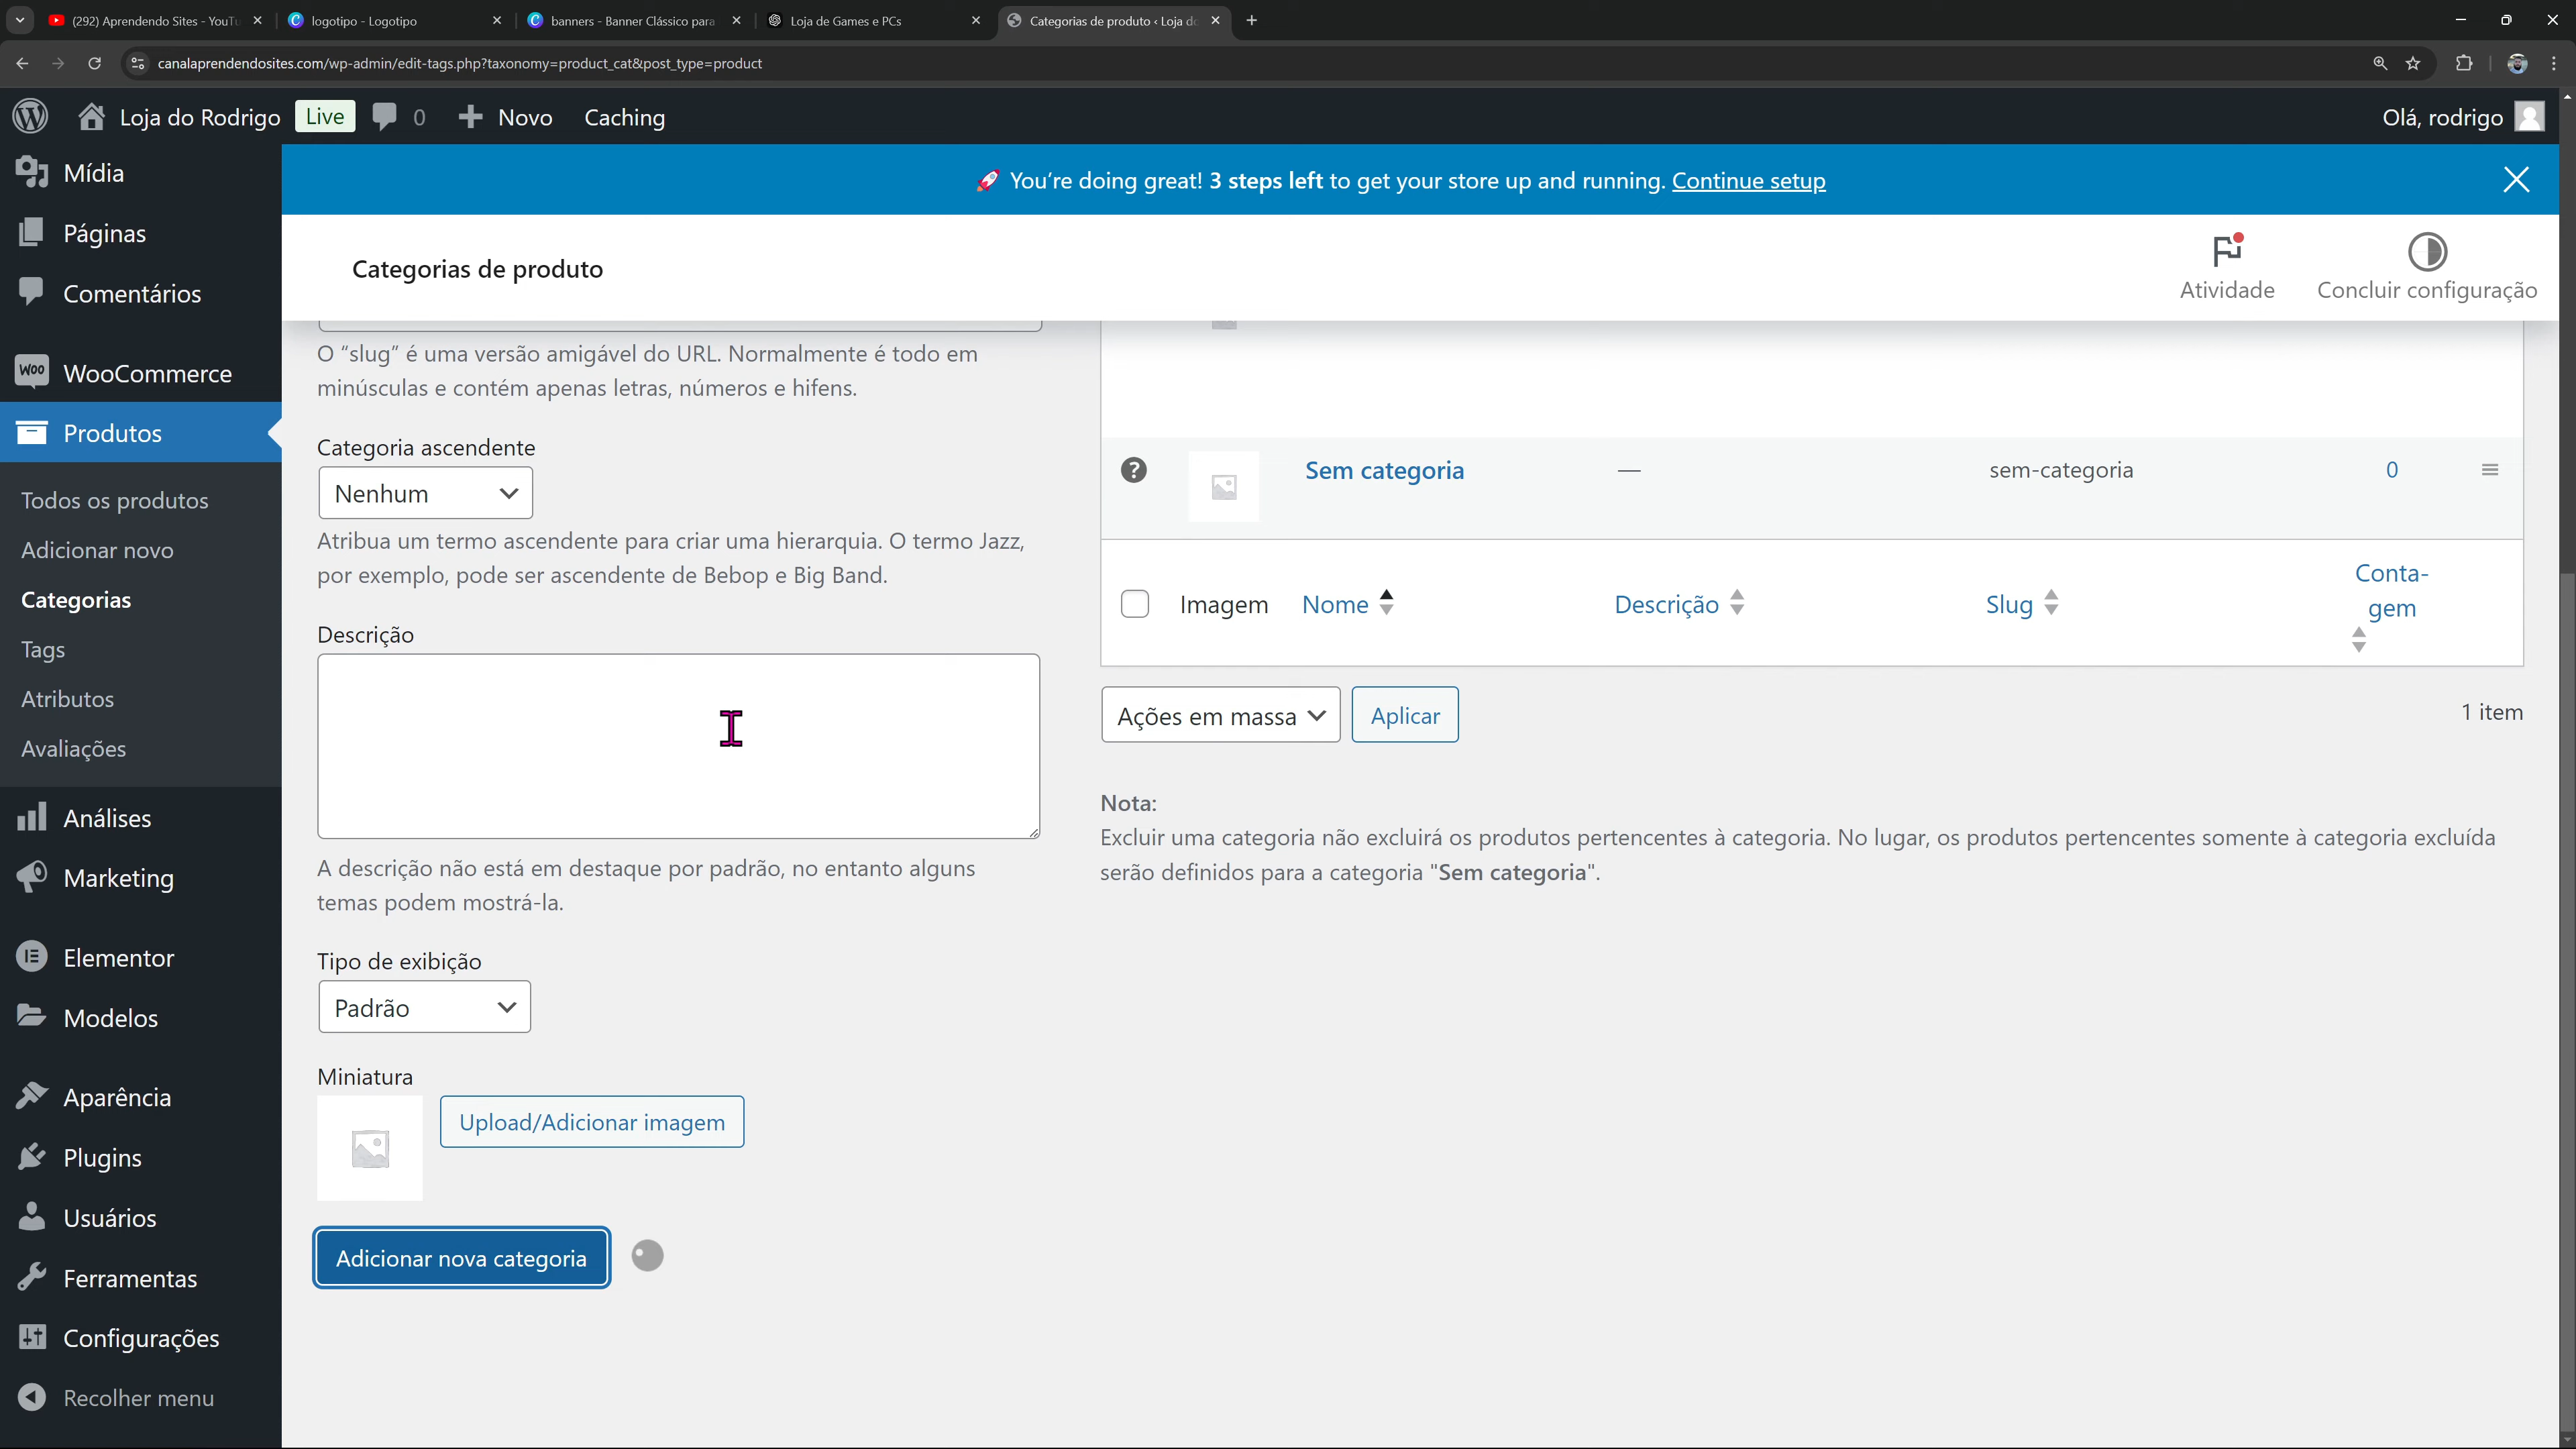 (292) Aprendendo Sites - YouTu
logotipo - Logotipo
banners - Banner Clássico para
Loja de Games e PCs
Categorias de produto ‹ Loja do
canalaprendendosites.com/wp-admin/edit-tags.php?taxonomy=product_cat&post_type=product
Loja do Rodrigo
Live
0
Novo
Caching
Olá, rodrigo
Mídia
Páginas
Comentários
WooCommerce
Produtos
Todos os produtos
Adicionar novo
Categorias
Tags
Atributos
Avaliações
Análises
Marketing
Elementor
Modelos
Aparência
Plugins
Usuários
Ferramentas
Configurações
Recolher menu
🚀 You're doing great! 3 steps left to get your store up and running. Continue setup
Categorias de produto
Atividade
Concluir configuração
O “slug” é uma versão amigável do URL. Normalmente é todo em
minúsculas e contém apenas letras, números e hifens.
Categoria ascendente
Nenhum
Atribua um termo ascendente para criar uma hierarquia. O termo Jazz,
por exemplo, pode ser ascendente de Bebop e Big Band.
Descrição
A descrição não está em destaque por padrão, no entanto alguns
temas podem mostrá-la.
Tipo de exibição
Padrão
Miniatura
Upload/Adicionar imagem
Adicionar nova categoria
Sem categoria
—
sem-categoria
0
Imagem
Nome
Descrição
Slug
Conta-
gem
Ações em massa
Aplicar
1 item
Nota:
Excluir uma categoria não excluirá os produtos pertencentes à categoria. No lugar, os produtos pertencentes somente à categoria excluída
serão definidos para a categoria "Sem categoria".